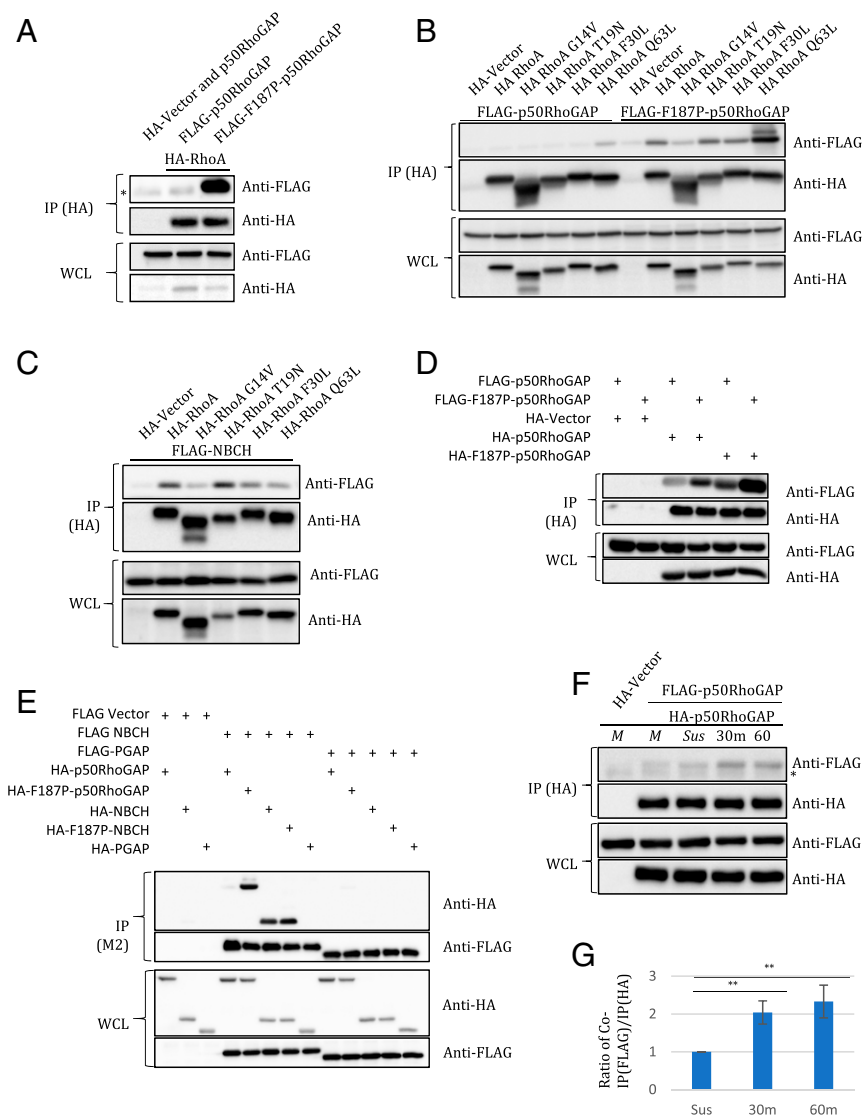 A
HA-Vector and p50RhoGAP
FLAG-p50RhoGAP
FLAG-F187P-p50RhoGAP
HA-RhoA
*
IP (HA)
Anti-FLAG
Anti-HA
WCL
Anti-FLAG
Anti-HA
B
HA-Vector
HA RhoA
HA RhoA G14V
HA RhoA T19N
HA RhoA F30L
HA RhoA Q63L
HA Vector
HA RhoA
HA RhoA G14V
HA RhoA T19N
HA RhoA F30L
HA RhoA Q63L
FLAG-p50RhoGAP FLAG-F187P-p50RhoGAP
IP (HA)
Anti-FLAG
Anti-HA
WCL
Anti-FLAG
Anti-HA
C
HA-Vector
HA-RhoA
HA-RhoA G14V
HA-RhoA T19N
HA-RhoA F30L
HA-RhoA Q63L
FLAG-NBCH
IP
(HA)
Anti-FLAG
Anti-HA
WCL
Anti-FLAG
Anti-HA
D
FLAG-p50RhoGAP + + +
FLAG-F187P-p50RhoGAP + + +
HA-Vector + +
HA-p50RhoGAP + +
HA-F187P-p50RhoGAP + +
IP
(HA)
Anti-FLAG
Anti-HA
WCL
Anti-FLAG
Anti-HA
E
FLAG Vector + + +
FLAG NBCH + + + + +
FLAG-PGAP + + + + +
HA-p50RhoGAP + + +
HA-F187P-p50RhoGAP + +
HA-NBCH + + +
HA-F187P-NBCH + +
HA-PGAP + + +
IP
(M2)
Anti-HA
Anti-FLAG
WCL
Anti-HA
Anti-FLAG
F
HA-Vector
FLAG-p50RhoGAP
HA-p50RhoGAP
M M Sus 30m 60
IP (HA)
Anti-FLAG
*
Anti-HA
WCL
Anti-FLAG
Anti-HA
G
Ratio of Co-
IP(FLAG)/IP(HA)
3
2
1
0
**
**
Sus 30m 60m